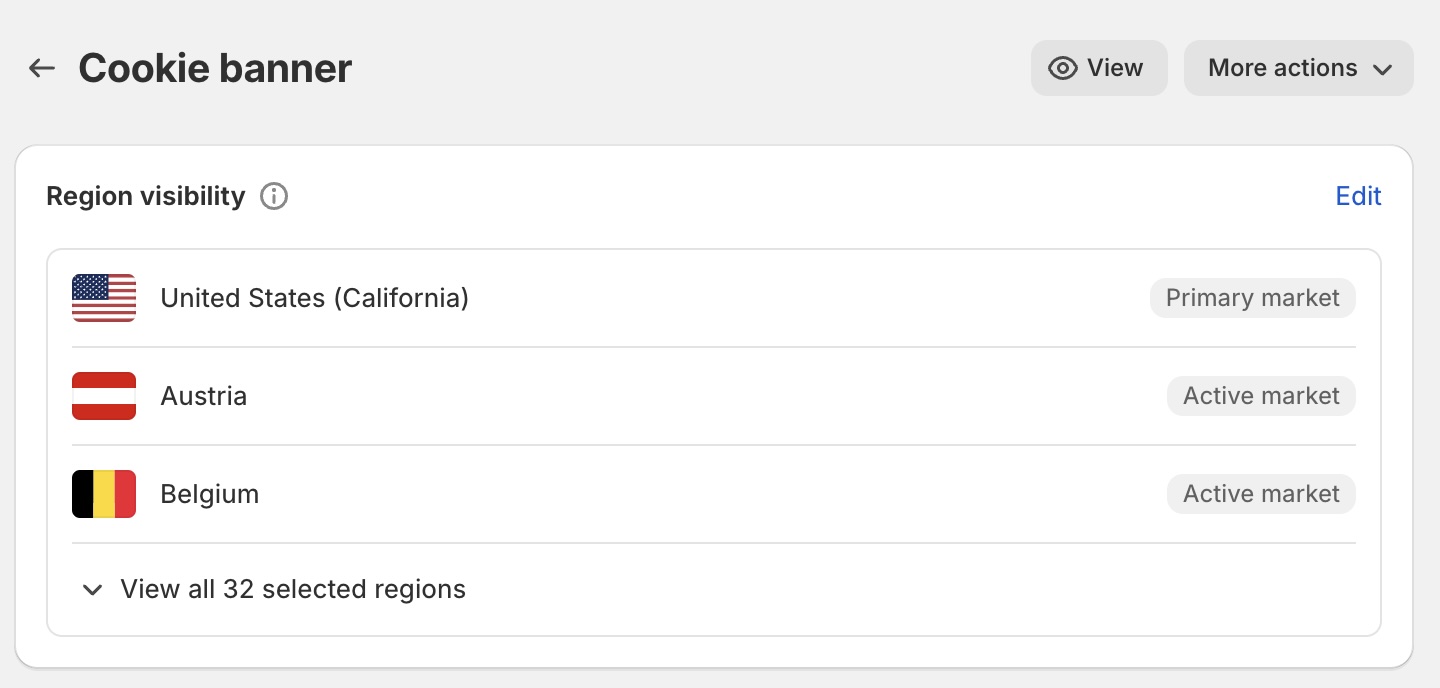 Cookie banner
View
More actions
Region visibility
Edit
United States (California)
Primary market
Austria
Active market
Belgium
Active market
View all 32 selected regions